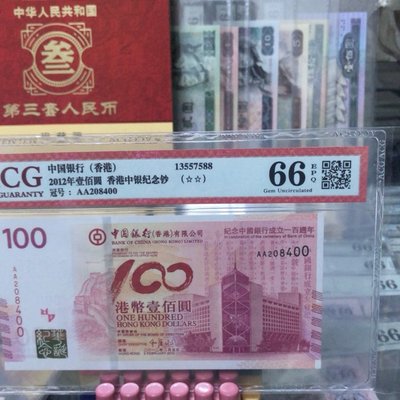 中华人民共和国
叁
第三套人民币
CG
GUARANTY
中国银行（香港）
13557588
2012年壹佰圆 香港中银纪念钞
（☆☆）
冠号： AA208400
66 EPQ
Gem Uncirculated
100
中國銀行(香港)有限公司
BANK OF CHINA (HONG KONG) LIMITED
紀念中國銀行成立一百週年
AA208400
100
港幣壹佰圓
ONE HUNDRED
HONG KONG DOLLARS
AA208400